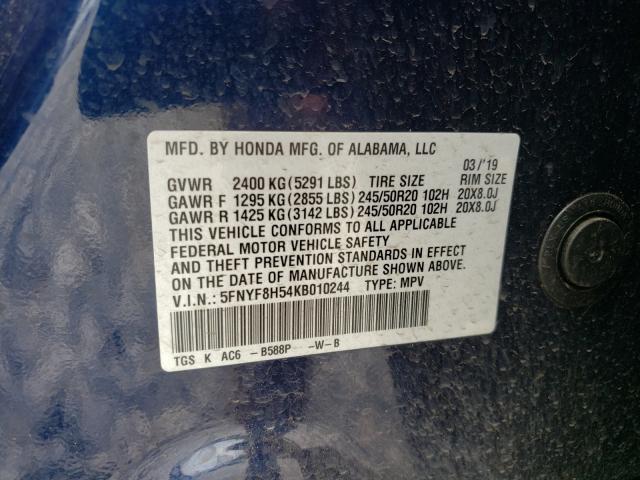 MFD. BY HONDA MFG. OF ALABAMA, LLC
03/'19
GVWR 2400 KG (5291 LBS) TIRE SIZE RIM SIZE
GAWR F 1295 KG (2855 LBS) 245/50R20 102H 20X8.0J
GAWR R 1425 KG (3142 LBS) 245/50R20 102H 20X8.0J
THIS VEHICLE CONFORMS TO ALL APPLICABLE
FEDERAL MOTOR VEHICLE SAFETY
AND THEFT PREVENTION STANDARDS IN EFFECT
ON THE DATE OF MANUFACTURE SHOWN ABOVE.
V.I.N.: 5FNYF8H54KB010244 TYPE: MPV
TGS K AC6 -B588P -W-B